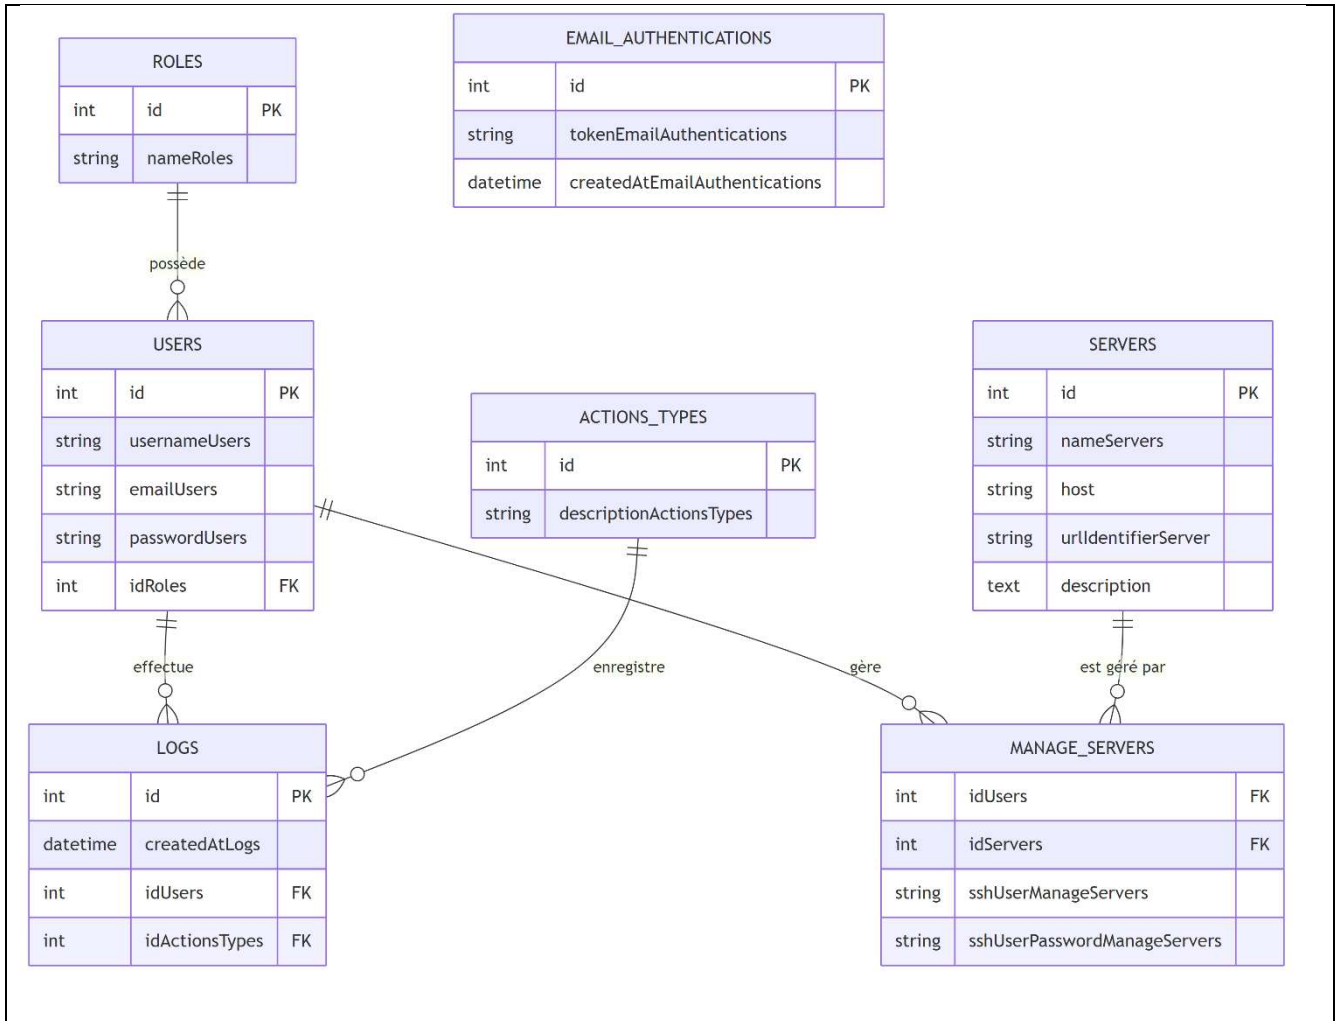 ROLES
int id PK
string nameRoles
EMAIL_AUTHENTICATIONS
int id PK
string tokenEmailAuthentications
datetime createdAtEmailAuthentications
possède
USERS
int id PK
string usernameUsers
string emailUsers
string passwordUsers
int idRoles FK
ACTIONS_TYPES
int id PK
string descriptionActionsTypes
SERVERS
int id PK
string nameServers
string host
string urlIdentifierServer
text description
effectue
enregistre
gère
est géré par
LOGS
int id PK
datetime createdAtLogs
int idUsers FK
int idActionsTypes FK
MANAGE_SERVERS
int idUsers FK
int idServers FK
string sshUserManageServers
string sshUserPasswordManageServers